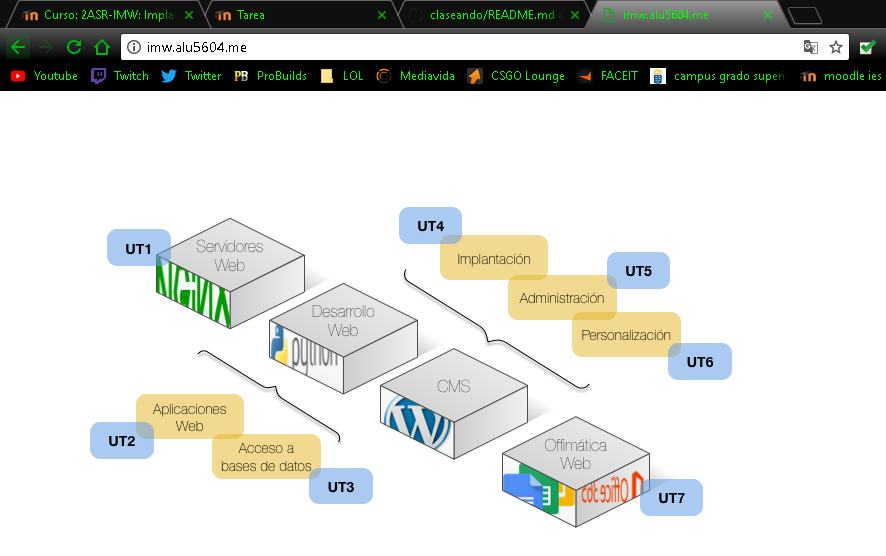 Curso: 2ASR-IMW: Impla
Tarea
claseando/README.md a
imw.alu5604.me
imw.alu5604.me
Youtube
Twitch
Twitter
PB ProBuilds
LOL
Mediavida
CSGO Lounge
FACEIT
campus grado superi
moodle ies
UT1
Servidores
Web
NGINX
Desarrollo
Web
python
CMS
Offimática
Web
Office 365
UT7
UT4
Implantación
UT5
Administración
Personalización
UT6
Aplicaciones
Web
UT2
Acceso a
bases de datos
UT3